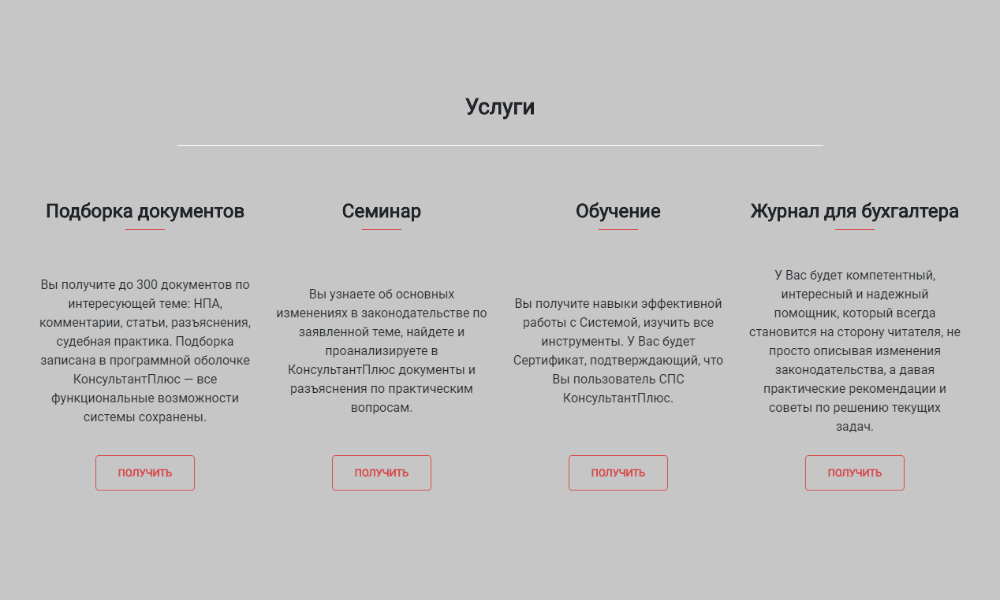 Услуги
Подборка документов
Вы получите до 300 документов по
интересующей теме: НПА,
комментарии, статьи, разъяснения,
судебная практика. Подборка
записана в программной оболочке
КонсультантПлюс — все
функциональные возможности
системы сохранены.
ПОЛУЧИТЬ
Семинар
Вы узнаете об основных
изменениях в законодательстве по
заявленной теме, найдете и
проанализируете в
КонсультантПлюс документы и
разъяснения по практическим
вопросам.
ПОЛУЧИТЬ
Обучение
Вы получите навыки эффективной
работы с Системой, изучить все
инструменты. У Вас будет
Сертификат, подтверждающий, что
Вы пользователь СПС
КонсультантПлюс.
ПОЛУЧИТЬ
Журнал для бухгалтера
У Вас будет компетентный,
интересный и надежный
помощник, который всегда
становится на сторону читателя, не
просто описывая изменения
законодательства, а давая
практические рекомендации и
советы по решению текущих
задач.
ПОЛУЧИТЬ